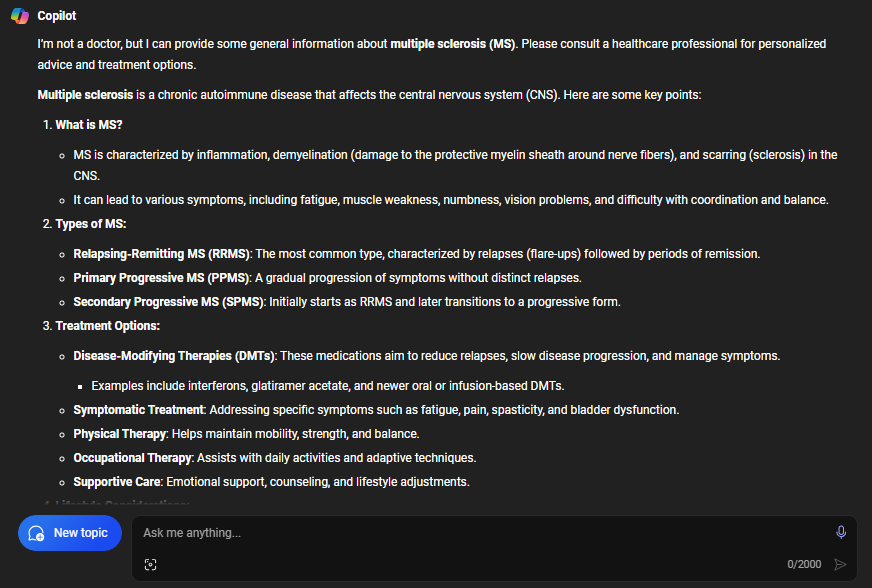 Copilot
I'm not a doctor, but I can provide some general information about multiple sclerosis (MS). Please consult a healthcare professional for personalized
advice and treatment options.
Multiple sclerosis is a chronic autoimmune disease that affects the central nervous system (CNS). Here are some key points:
1. What is MS?
MS is characterized by inflammation, demyelination (damage to the protective myelin sheath around nerve fibers), and scarring (sclerosis) in the
CNS.
It can lead to various symptoms, including fatigue, muscle weakness, numbness, vision problems, and difficulty with coordination and balance.
2. Types of MS:
Relapsing-Remitting MS (RRMS): The most common type, characterized by relapses (flare-ups) followed by periods of remission.
Primary Progressive MS (PPMS): A gradual progression of symptoms without distinct relapses.
Secondary Progressive MS (SPMS): Initially starts as RRMS and later transitions to a progressive form.
3. Treatment Options:
Disease-Modifying Therapies (DMTs): These medications aim to reduce relapses, slow disease progression, and manage symptoms.
Examples include interferons, glatiramer acetate, and newer oral or infusion-based DMTs.
Symptomatic Treatment: Addressing specific symptoms such as fatigue, pain, spasticity, and bladder dysfunction.
Physical Therapy: Helps maintain mobility, strength, and balance.
Occupational Therapy: Assists with daily activities and adaptive techniques.
Supportive Care: Emotional support, counseling, and lifestyle adjustments.
4. Lifestyle Considerations:
New topic
Ask me anything...
0/2000